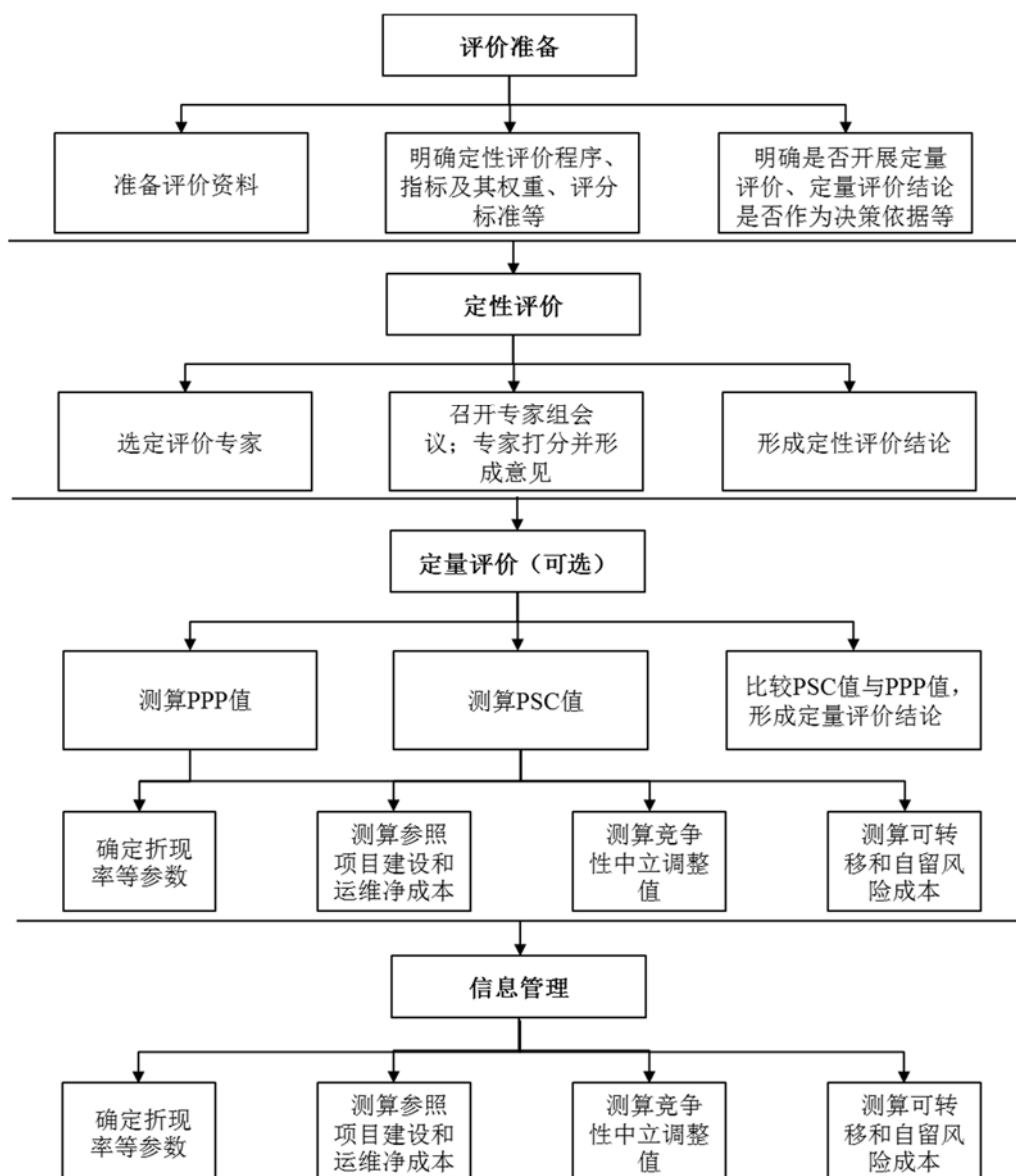 评价准备
准备评价资料
明确定性评价程序、
指标及其权重、评分
标准等
明确是否开展定量
评价、定量评价结论
是否作为决策依据等
定性评价
选定评价专家
召开专家组会
议；专家打分并形
成意见
形成定性评价结论
定量评价（可选）
测算PPP值
测算PSC值
比较PSC值与PPP值，
形成定量评价结论
确定折现
率等参数
测算参照
项目建设和
运维净成本
测算竞争
性中立调整
值
测算可转
移和自留风
险成本
信息管理
确定折现
率等参数
测算参照
项目建设和
运维净成本
测算竞争
性中立调整
值
测算可转
移和自留风
险成本